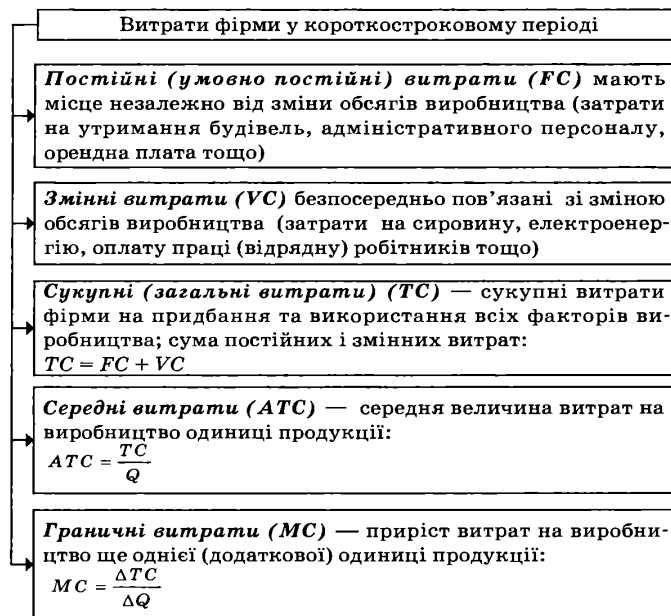 Витрати фірми у короткостроковому періоді
Постійні (умовно постійні) витрати (FC) мають
місце незалежно від зміни обсягів виробництва (затрати
на утримання будівель, адміністративного персоналу,
орендна плата тощо)
Змінні витрати (VC) безпосередньо пов’язані зі зміною
обсягів виробництва (затрати на сировину, електроенер-
гію, оплату праці (відрядну) робітників тощо)
Сукупні (загальні витрати) (TC) — сукупні витрати
фірми на придбання та використання всіх факторів ви-
робництва; сума постійних і змінних витрат:
TC = FC + VC
Середні витрати (ATC) — середня величина витрат на
виробництво одиниці продукції:
ATC = TC / Q
Граничні витрати (MC) — приріст витрат на виробни-
цтво ще однієї (додаткової) одиниці продукції:
MC = ΔTC / ΔQ